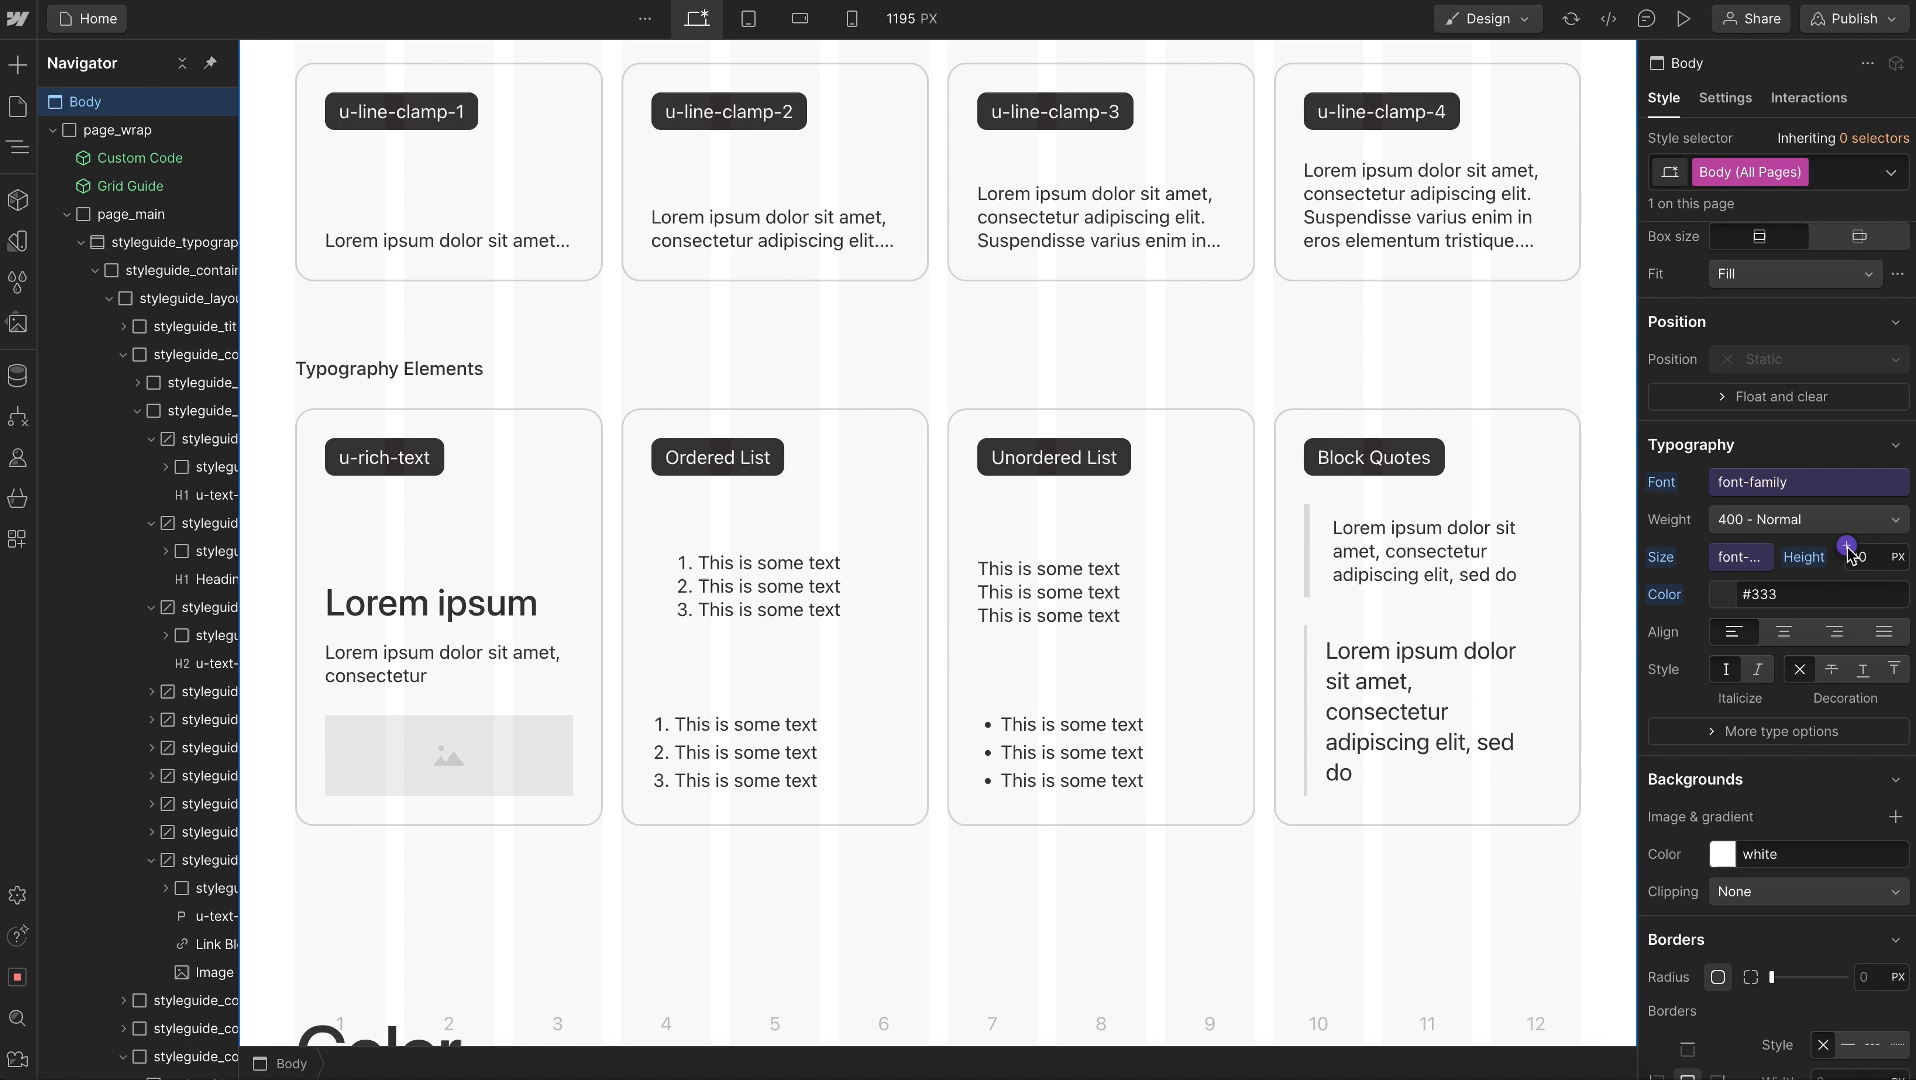 Home
1195 PX
Design
Share
Publish
Navigator
Body
page_wrap
Custom Code
Grid Guide
page_main
styleguide_typograp
styleguide_contain
styleguide_layou
styleguide_tit
styleguide_co
styleguide_
styleguide_
styleguid
stylegu
H1 u-text-
styleguid
stylegu
H1 Headin
styleguid
stylegu
H2 u-text-
styleguid
styleguid
styleguid
styleguid
styleguid
styleguid
styleguid
stylegu
P u-text-
Link Bl
Image
styleguide_co
styleguide_co
styleguide_co
u-line-clamp-1
Lorem ipsum dolor sit amet...
u-line-clamp-2
Lorem ipsum dolor sit amet,
consectetur adipiscing elit....
u-line-clamp-3
Lorem ipsum dolor sit amet,
consectetur adipiscing elit.
Suspendisse varius enim in...
u-line-clamp-4
Lorem ipsum dolor sit amet,
consectetur adipiscing elit.
Suspendisse varius enim in
eros elementum tristique....
Typography Elements
u-rich-text
Lorem ipsum
Lorem ipsum dolor sit amet,
consectetur
Ordered List
1. This is some text
2. This is some text
3. This is some text
1. This is some text
2. This is some text
3. This is some text
Unordered List
This is some text
This is some text
This is some text
• This is some text
• This is some text
• This is some text
Block Quotes
Lorem ipsum dolor sit
amet, consectetur
adipiscing elit, sed do
Lorem ipsum dolor
sit amet,
consectetur
adipiscing elit, sed
do
1 2 3 4 5 6 7 8 9 10 11 12
Color
Body
Body
Style Settings Interactions
Style selector Inheriting 0 selectors
Body (All Pages)
1 on this page
Box size
Fit Fill
Position
Position Static
Float and clear
Typography
Font font-family
Weight 400 - Normal
Size font-... Height PX
Color #333
Align
Style
Italicize Decoration
More type options
Backgrounds
Image & gradient
Color white
Clipping None
Borders
Radius 0 PX
Borders
Style